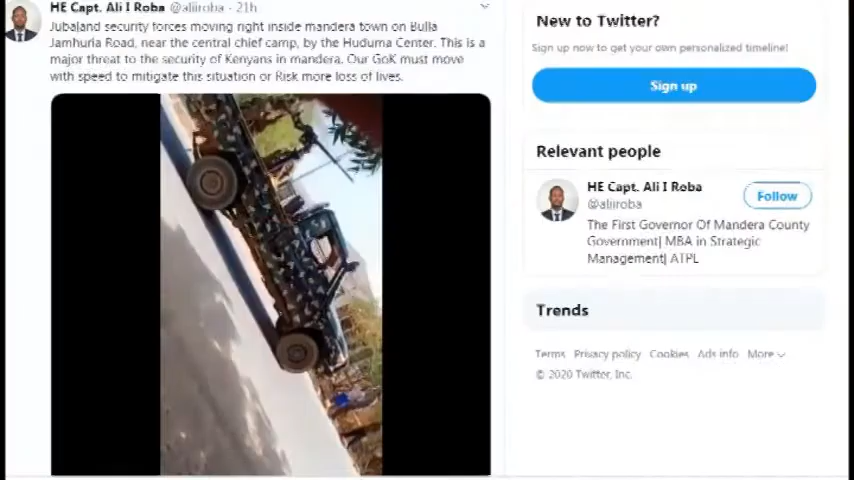 HE Capt. Ali I Roba @aliiroba · 21h
Jubaland security forces moving right inside mandera town on Bulla
Jamhuria Road, near the central chief camp, by the Huduma Center. This is a
major threat to the security of Kenyans in mandera. Our GoK must move
with speed to mitigate this situation or Risk more loss of lives.
New to Twitter?
Sign up now to get your own personalized timeline!
Sign up
Relevant people
HE Capt. Ali I Roba
@aliiroba
Follow
The First Governor Of Mandera County
Government| MBA in Strategic
Management| ATPL
Trends
Terms Privacy policy Cookies Ads info More
© 2020 Twitter, Inc.